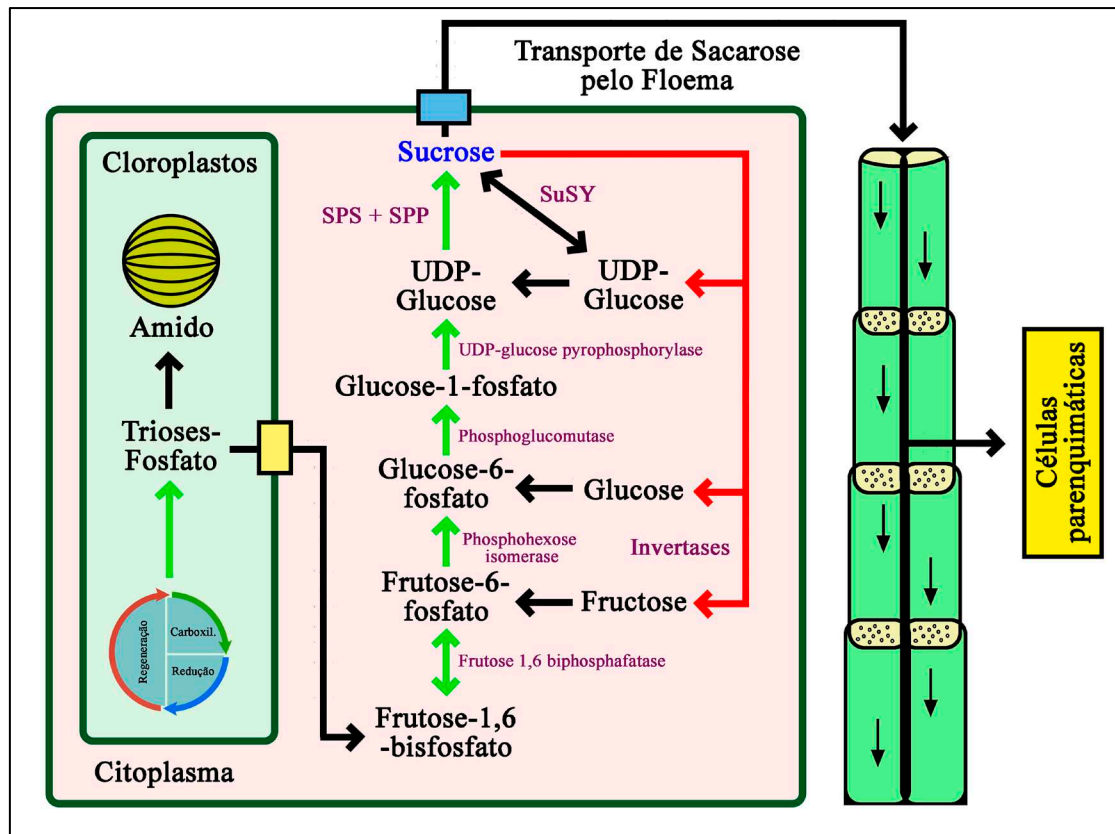 Transporte de Sacarose
pelo Floema
Cloroplastos
Sucrose
SuSY
SPS + SPP
UDP-
Glucose
UDP-
Glucose
Amido
UDP-glucose pyrophosphorylase
Glucose-1-fosfato
Trioses-
Fosfato
Phosphoglucomutase
Glucose-6-
fosfato
Glucose
Phosphohexose
isomerase
Invertases
Frutose-6-
fosfato
Fructose
Regeneração
Carboxil.
Redução
Frutose 1,6 biphosphafatase
Frutose-1,6
-bisfosfato
Citoplasma
Células
parenquimáticas